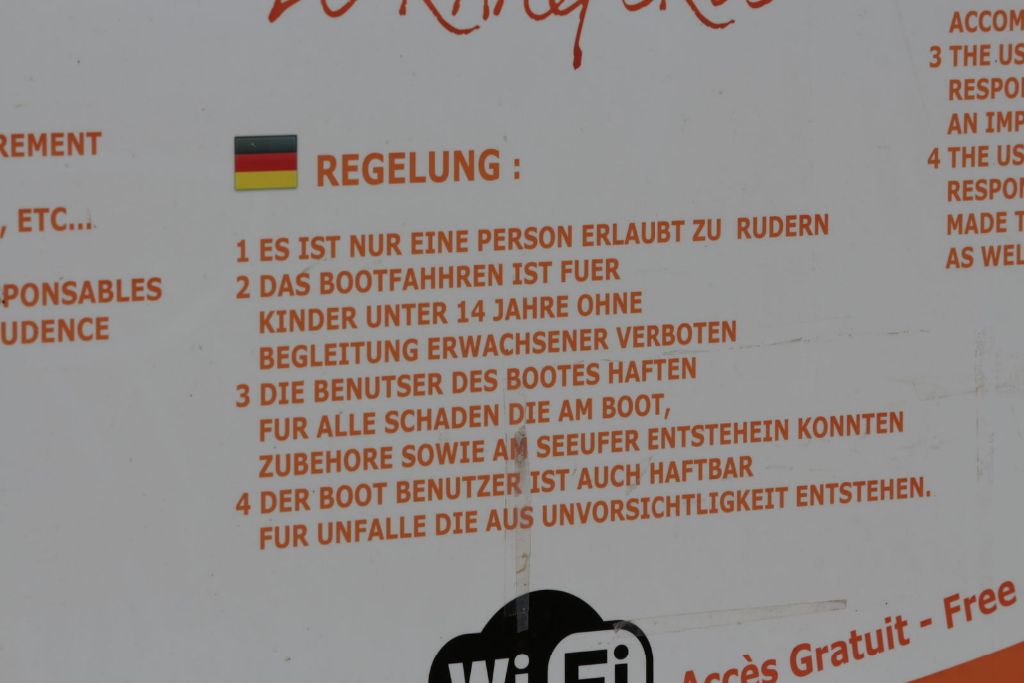 REMENT
, ETC...
PONSABLES
UDENCE
REGELUNG :
1 ES IST NUR EINE PERSON ERLAUBT ZU RUDERN
2 DAS BOOTFAHHREN IST FUER
KINDER UNTER 14 JAHRE OHNE
BEGLEITUNG ERWACHSENER VERBOTEN
3 DIE BENUTSER DES BOOTES HAFTEN
FUR ALLE SCHADEN DIE AM BOOT,
ZUBEHORE SOWIE AM SEEUFER ENTSTEHEIN KONNTEN
4 DER BOOT BENUTZER IST AUCH HAFTBAR
FUR UNFALLE DIE AUS UNVORSICHTLIGKEIT ENTSTEHEN.
ACCOM
3 THE US
RESPO
AN IMP
4 THE US
RESPON
MADE T
AS WEL
Wi Fi
Accès Gratuit - Free